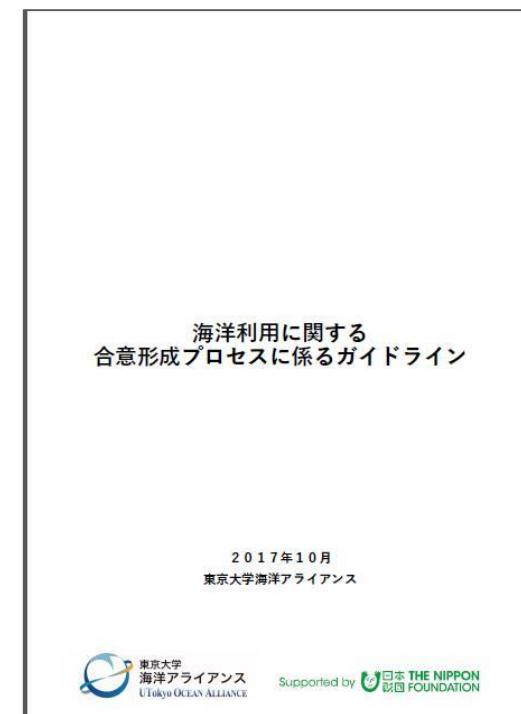 海洋利用に関する
合意形成プロセスに係るガイドライン
２０１７年１０月
東京大学海洋アライアンス
東京大学
海洋アライアンス
UTokyo OCEAN ALLIANCE
Supported by 日本財団 THE NIPPON FOUNDATION